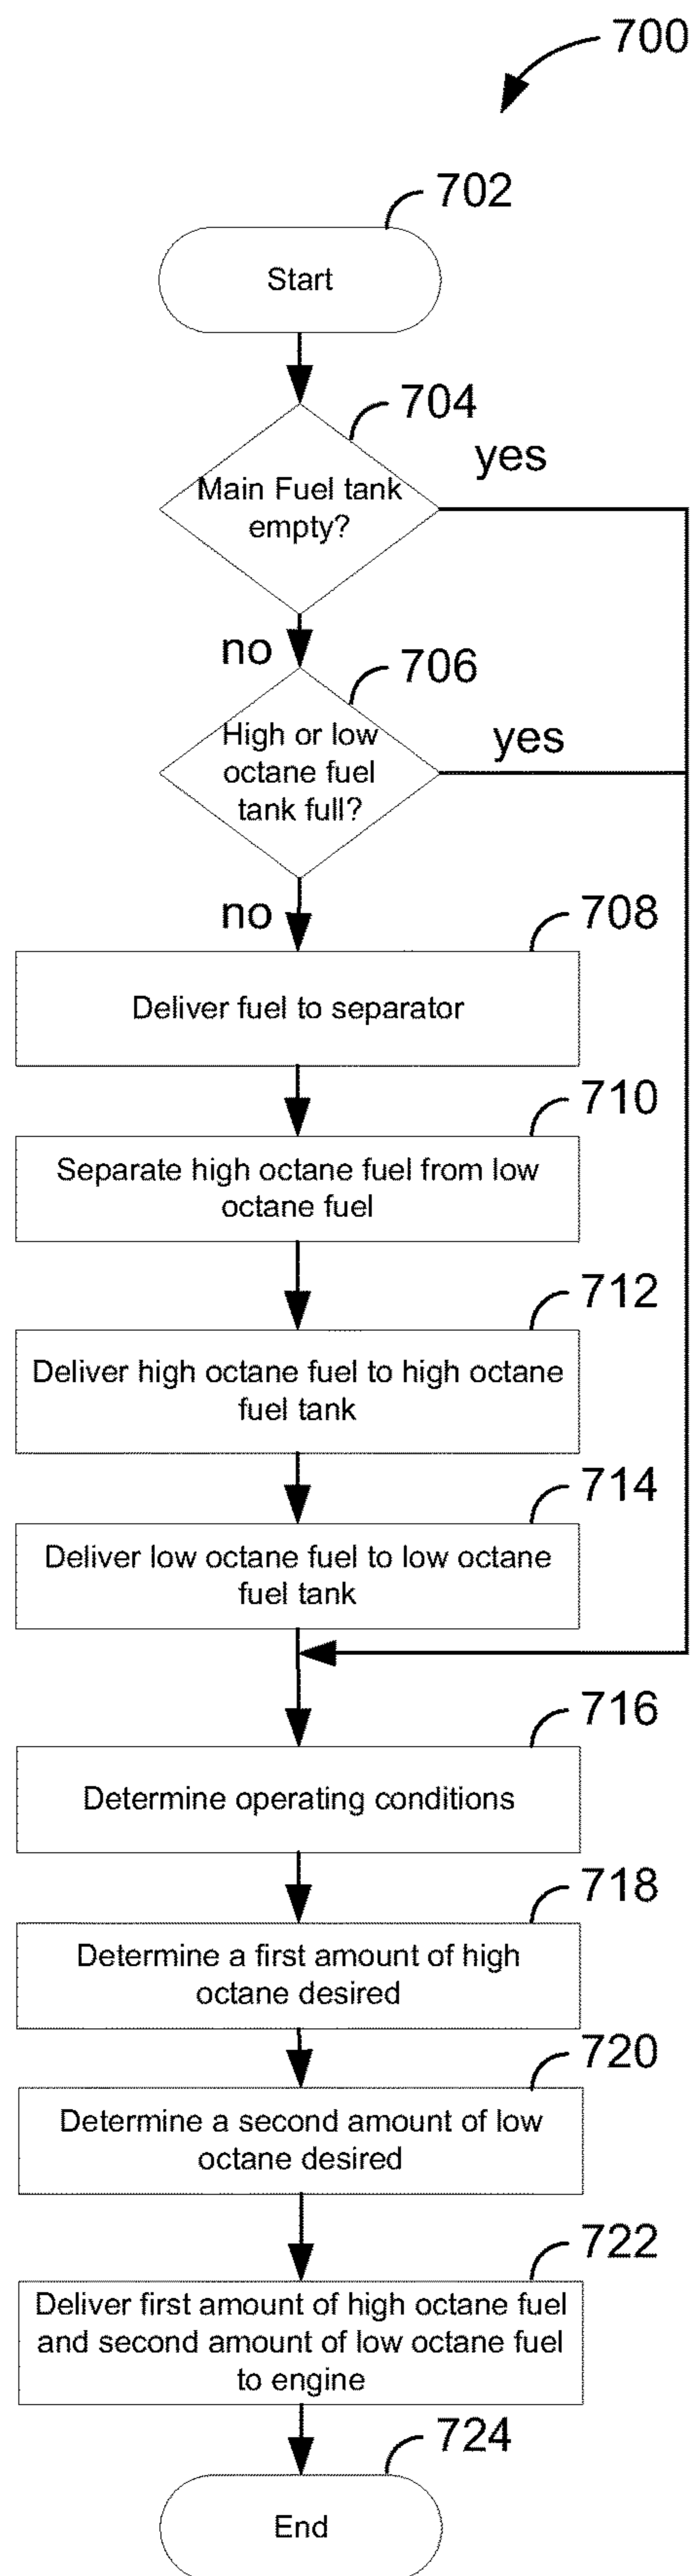 700
702
Start
704
yes
Main Fuel tank
empty?
no
706
yes
High or low
octane fuel
tank full?
no
708
Deliver fuel to separator
710
Separate high octane fuel from low
octane fuel
712
Deliver high octane fuel to high octane
fuel tank
714
Deliver low octane fuel to low octane
fuel tank
716
Determine operating conditions
718
Determine a first amount of high
octane desired
720
Determine a second amount of low
octane desired
722
Deliver first amount of high octane fuel
and second amount of low octane fuel
to engine
724
End